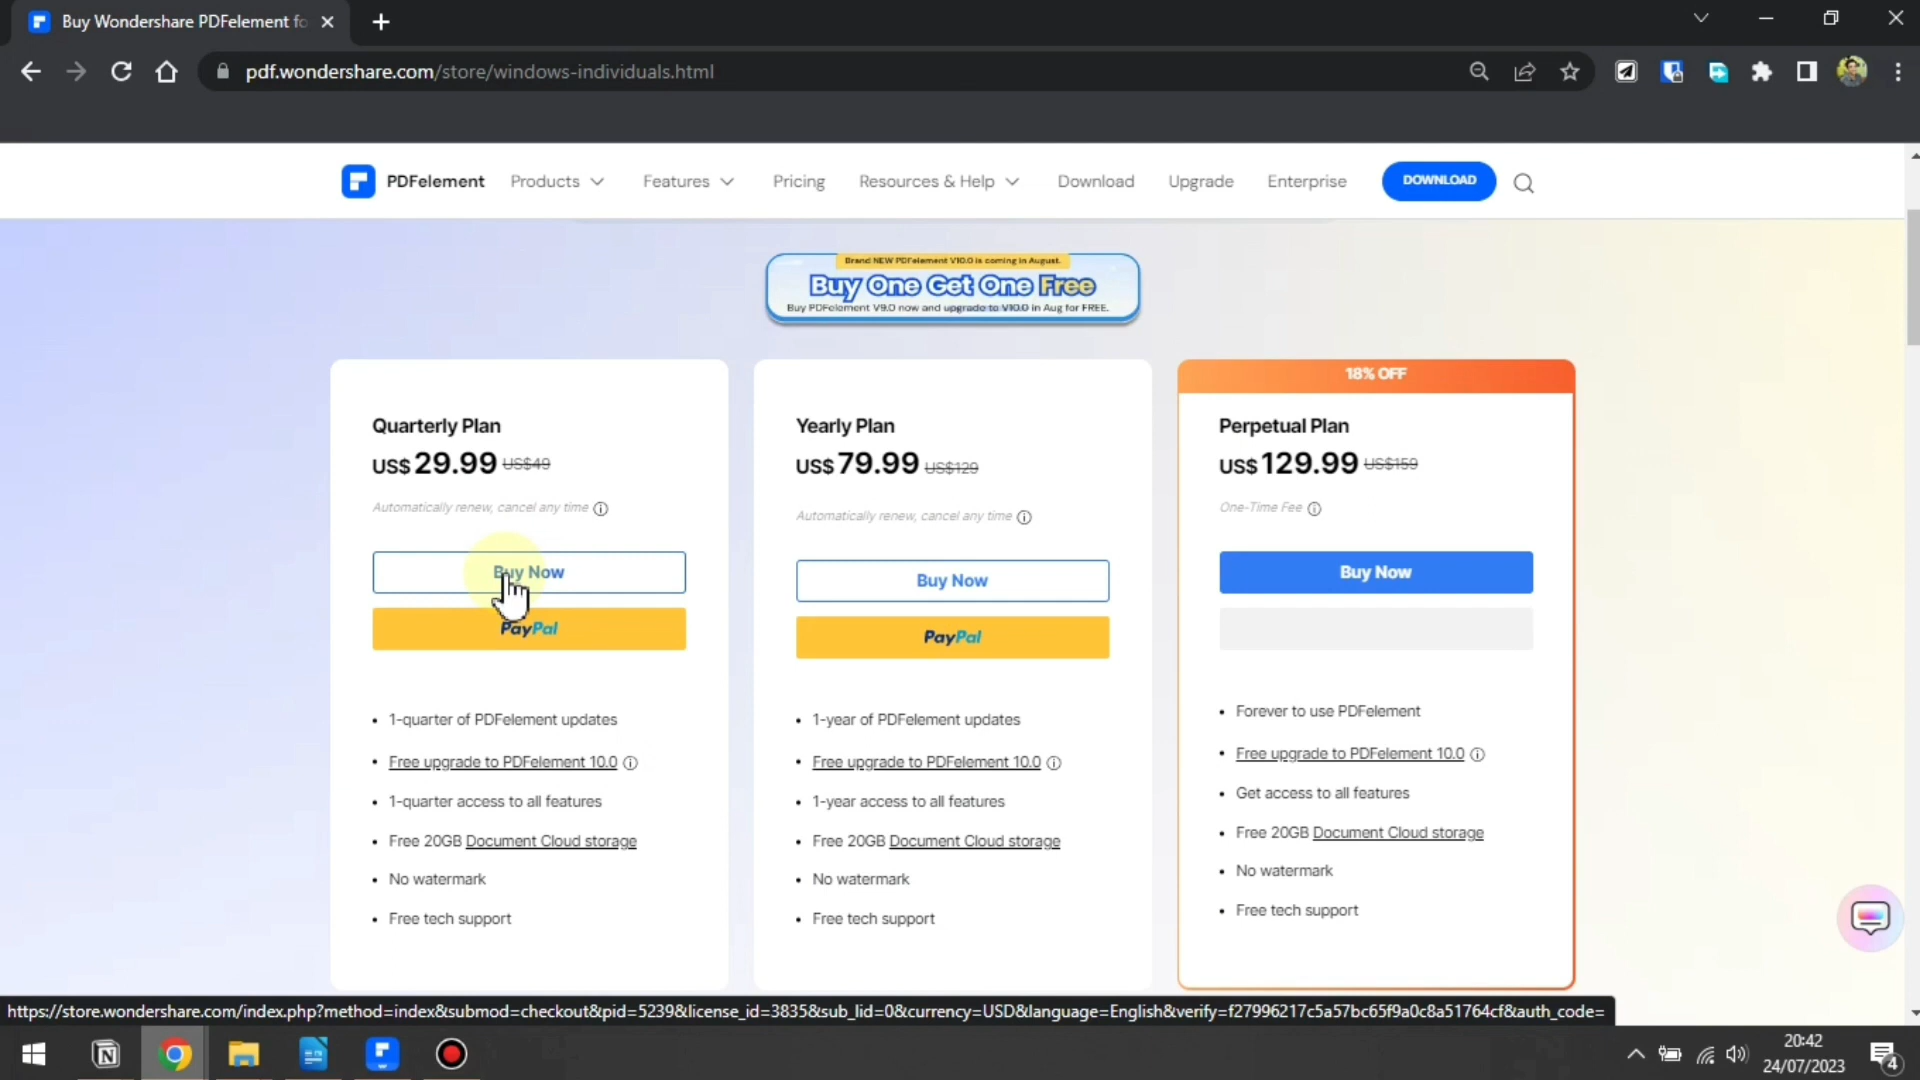 Buy Wondershare PDFelement fo
pdf.wondershare.com/store/windows-individuals.html
PDFelement Products Features Pricing Resources & Help Download Upgrade Enterprise DOWNLOAD
Brand NEW PDFelement V10.0 is coming in August.
Buy One Get One Free
Buy PDFelement V9.0 now and upgrade to V10.0 in Aug for FREE.
Quarterly Plan
US$ 29.99 US$49
Automatically renew, cancel any time
Buy Now
PayPal
1-quarter of PDFelement updates
Free upgrade to PDFelement 10.0
1-quarter access to all features
Free 20GB Document Cloud storage
No watermark
Free tech support
Yearly Plan
US$ 79.99 US$129
Automatically renew, cancel any time
Buy Now
PayPal
1-year of PDFelement updates
Free upgrade to PDFelement 10.0
1-year access to all features
Free 20GB Document Cloud storage
No watermark
Free tech support
18% OFF
Perpetual Plan
US$ 129.99 US$159
One-Time Fee
Buy Now
Forever to use PDFelement
Free upgrade to PDFelement 10.0
Get access to all features
Free 20GB Document Cloud storage
No watermark
Free tech support
https://store.wondershare.com/index.php?method=index&submod=checkout&pid=5239&license_id=3835&sub_lid=0&currency=USD&language=English&verify=f27996217c5a57bc65f9a0c8a51764cf&auth_code=
20:42
24/07/2023
4